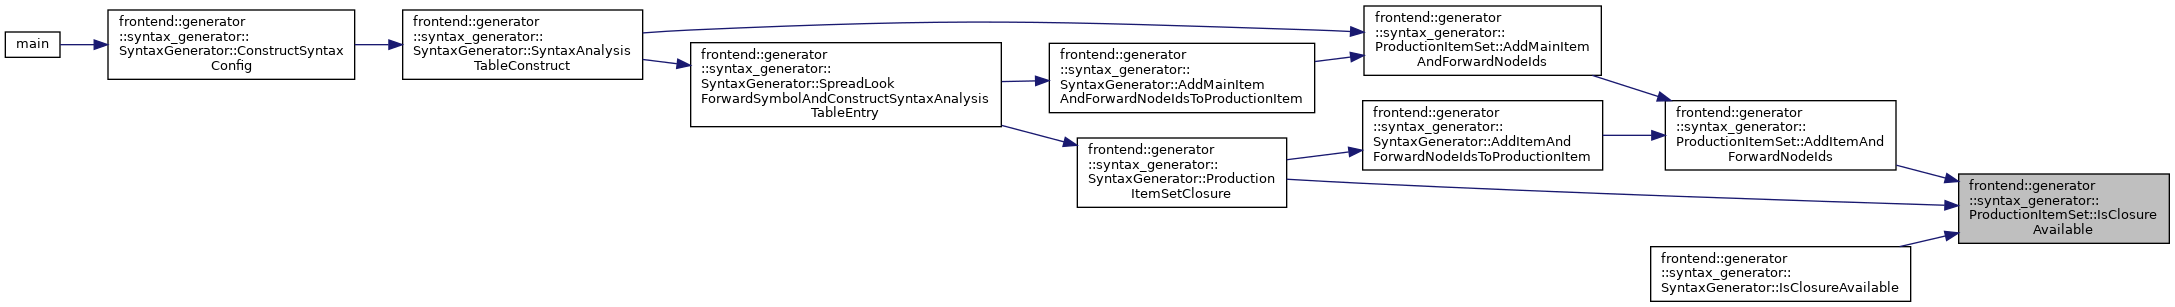 main
frontend::generator
::syntax_generator::
SyntaxGenerator::ConstructSyntax
Config
frontend::generator
::syntax_generator::
SyntaxGenerator::SyntaxAnalysis
TableConstruct
frontend::generator
::syntax_generator::
SyntaxGenerator::SpreadLook
ForwardSymbolAndConstructSyntaxAnalysis
TableEntry
frontend::generator
::syntax_generator::
SyntaxGenerator::AddMainItem
AndForwardNodeIdsToProductionItem
frontend::generator
::syntax_generator::
SyntaxGenerator::Production
ItemSetClosure
frontend::generator
::syntax_generator::
ProductionItemSet::AddMainItem
AndForwardNodeIds
frontend::generator
::syntax_generator::
SyntaxGenerator::AddItemAnd
ForwardNodeIdsToProductionItem
frontend::generator
::syntax_generator::
ProductionItemSet::AddItemAnd
ForwardNodeIds
frontend::generator
::syntax_generator::
SyntaxGenerator::IsClosureAvailable
frontend::generator
::syntax_generator::
ProductionItemSet::IsClosure
Available